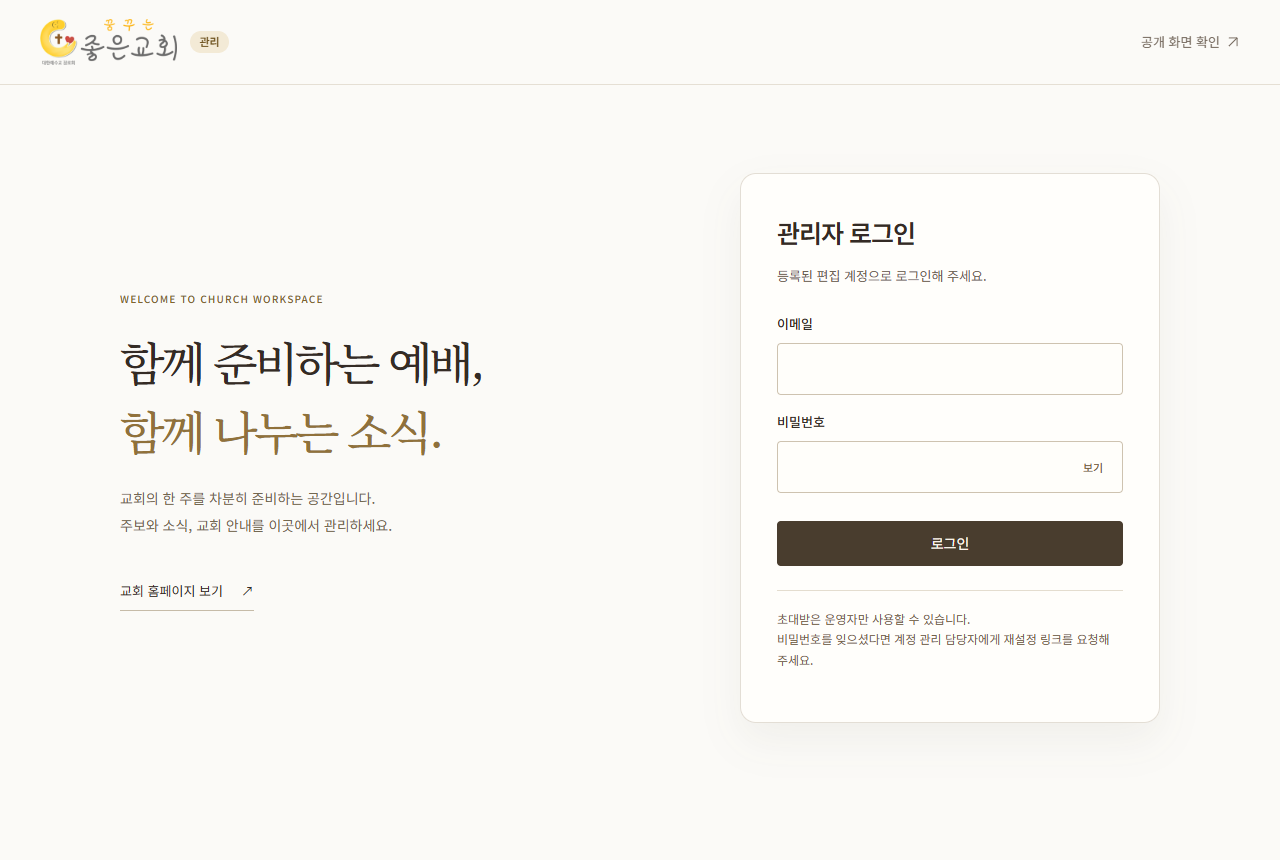 꿈꾸는
좋은교회
관리
공개 화면 확인
WELCOME TO CHURCH WORKSPACE
함께 준비하는 예배,
함께 나누는 소식.
교회의 한 주를 차분히 준비하는 공간입니다.
주보와 소식, 교회 안내를 이곳에서 관리하세요.
교회 홈페이지 보기
관리자 로그인
등록된 편집 계정으로 로그인해 주세요.
이메일
비밀번호
보기
로그인
초대받은 운영자만 사용할 수 있습니다.
비밀번호를 잊으셨다면 계정 관리 담당자에게 재설정 링크를 요청해
주세요.